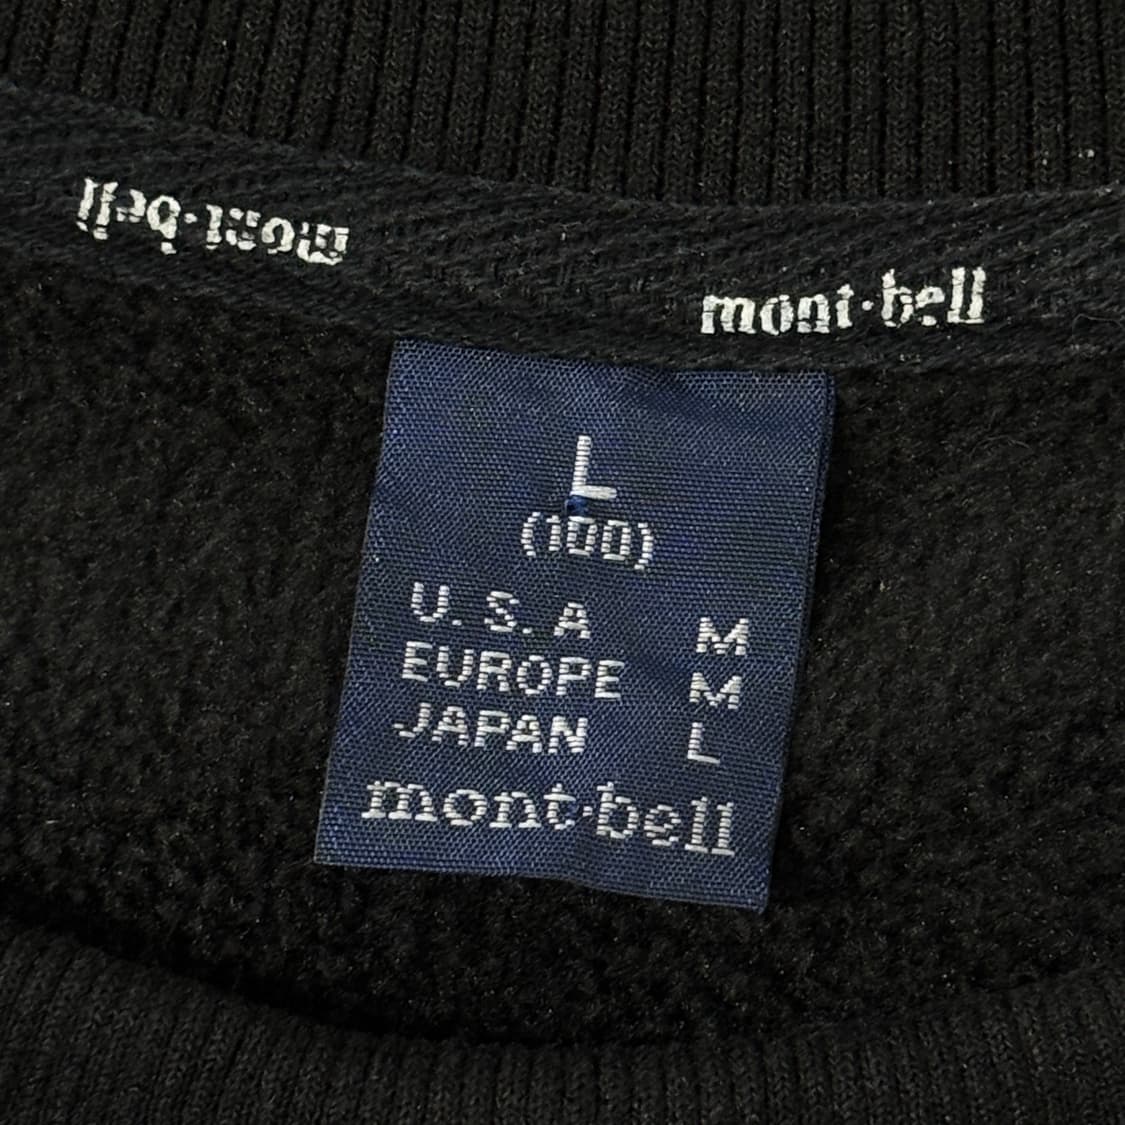 mont·bell
mont·bell
L
(100)
U.S.A M
EUROPE M
JAPAN L
mont·bell